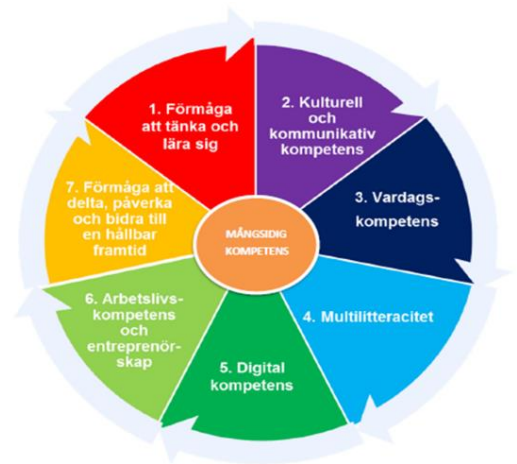 1. Förmåga
att tänka och
lära sig
2. Kulturell
och
kommunikativ
kompetens
3. Vardags-
kompetens
4. Multilitteracitet
5. Digital
kompetens
6. Arbetslivs-
kompetens
och
entreprenör-
skap
7. Förmåga att
delta, påverka
och bidra till
en hållbar
framtid
MÅNGSIDIG
KOMPETENS